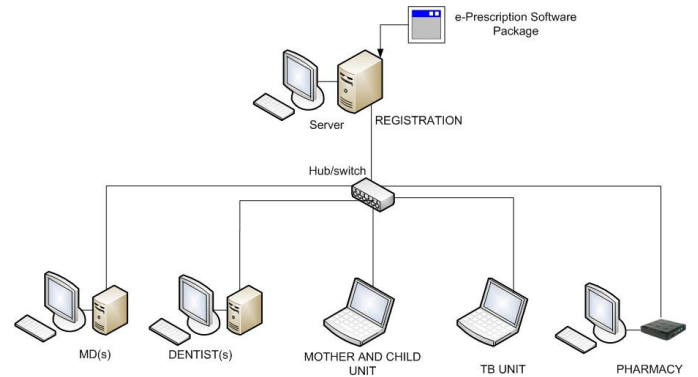 e-Prescription Software
Package
Server
REGISTRATION
Hub/switch
MD(s)
DENTIST(s)
MOTHER AND CHILD
UNIT
TB UNIT
PHARMACY